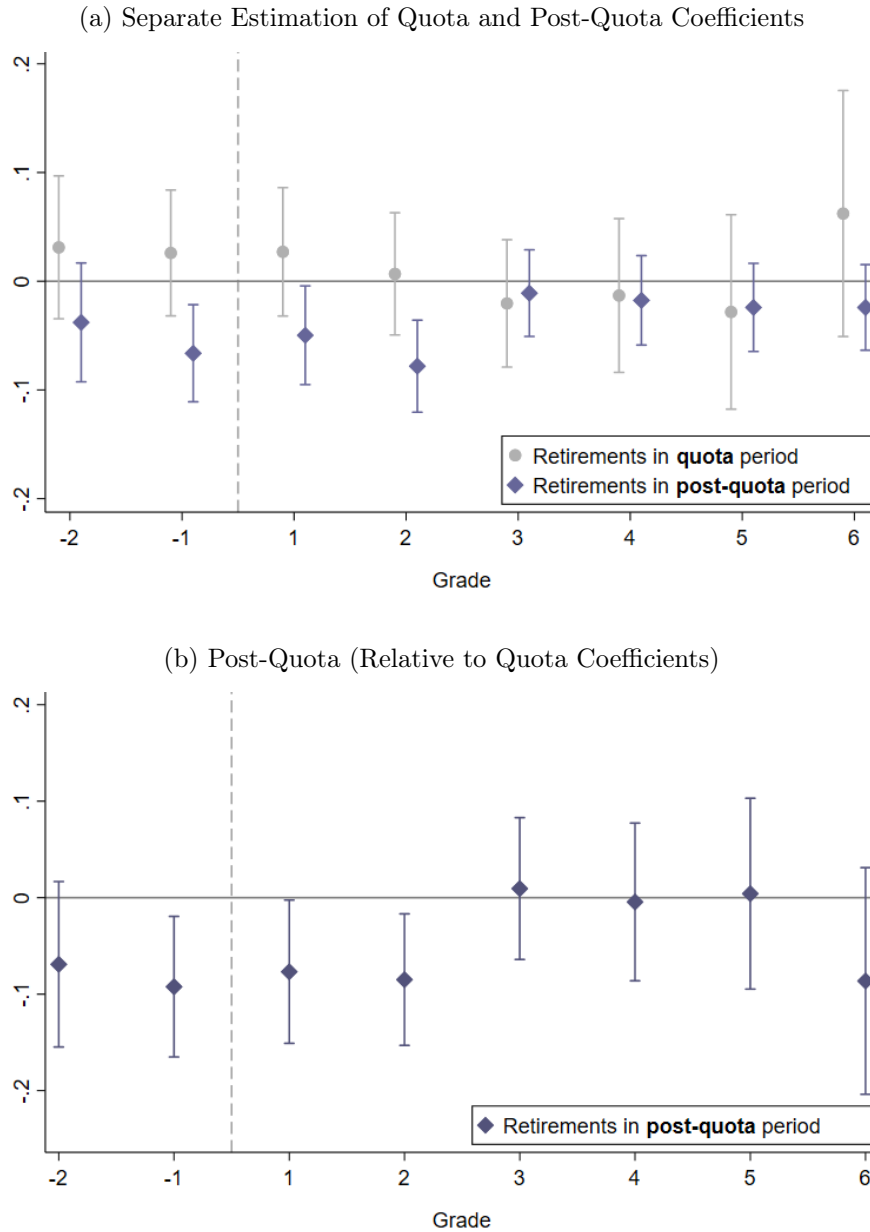 (a) Separate Estimation of Quota and Post-Quota Coefficients
.2
.1
0
-.1
-.2
Retirements in quota period
Retirements in post-quota period
-2 -1 1 2 3 4 5 6
Grade
(b) Post-Quota (Relative to Quota Coefficients)
.2
.1
0
-.1
-.2
Retirements in post-quota period
-2 -1 1 2 3 4 5 6
Grade